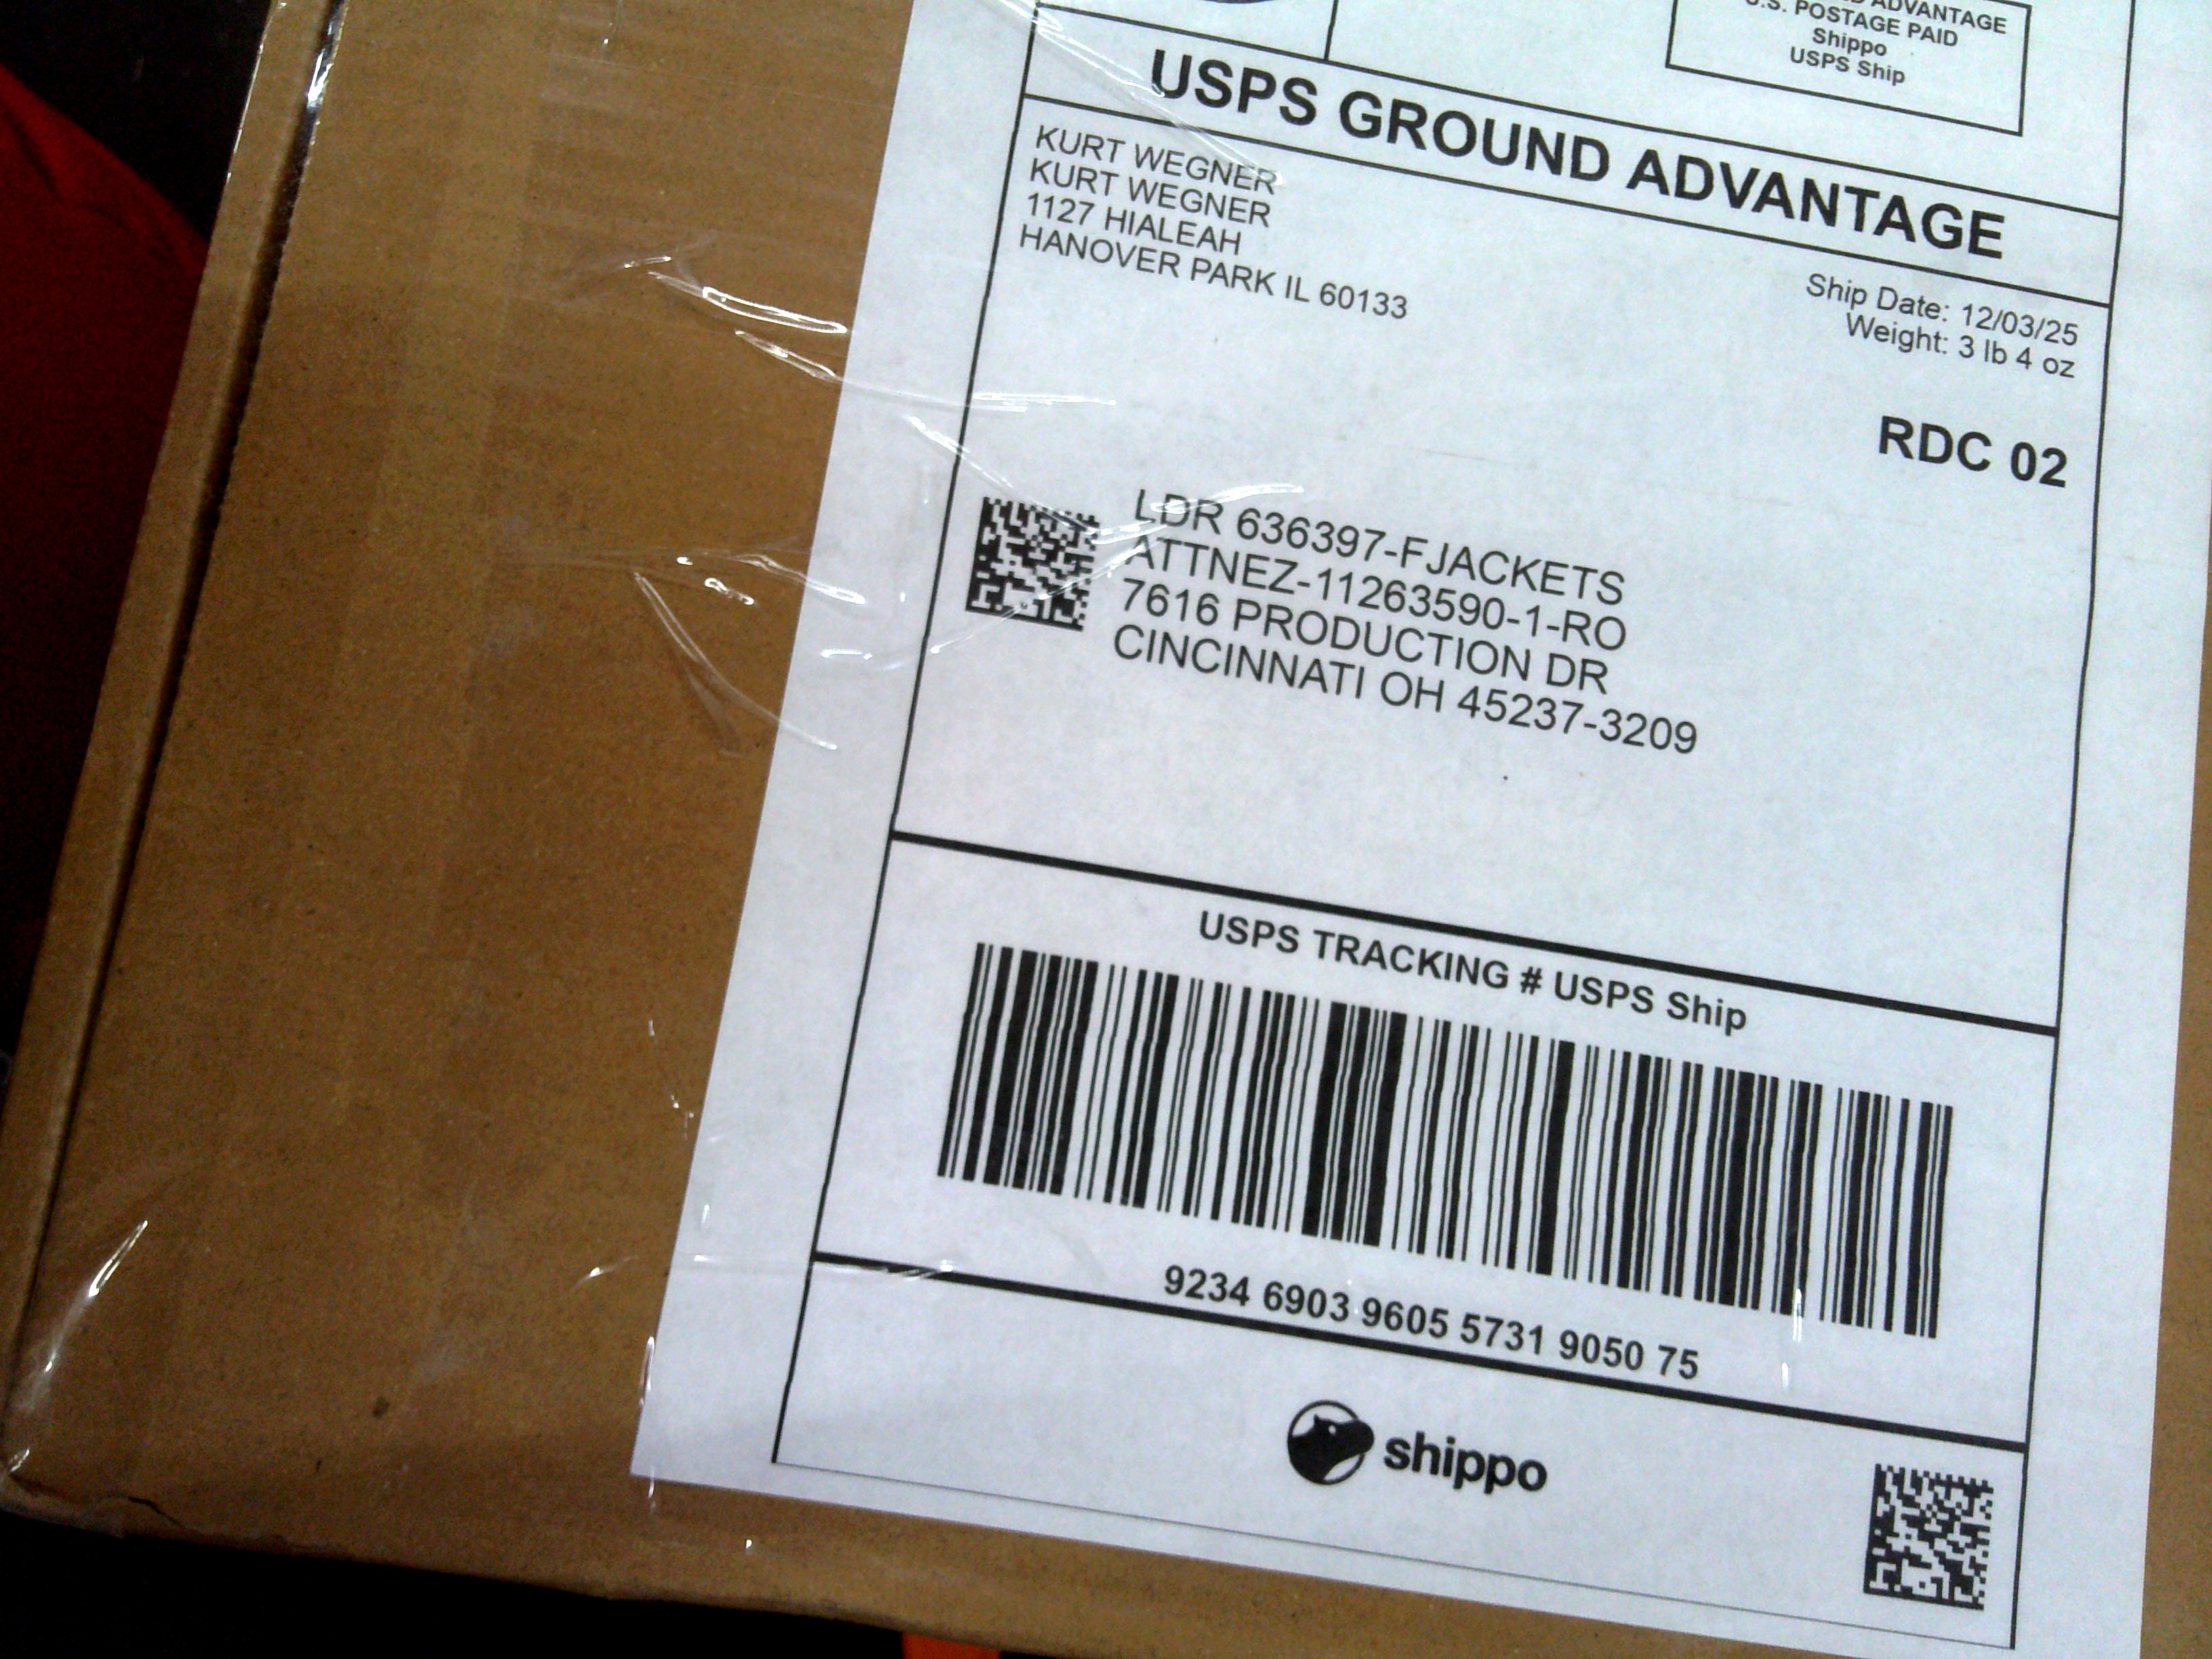 ADVANTAGE
U.S. POSTAGE PAID
Shippo
USPS Ship
USPS GROUND ADVANTAGE
KURT WEGNER
KURT WEGNER
1127 HIALEAH
HANOVER PARK IL 60133
Ship Date: 12/03/25
Weight: 3 lb 4 oz
RDC 02
LDR 636397-FJACKETS
ATTNEZ-11263590-1-RO
7616 PRODUCTION DR
CINCINNATI OH 45237-3209
USPS TRACKING # USPS Ship
9234 6903 9605 5731 9050 75
shippo